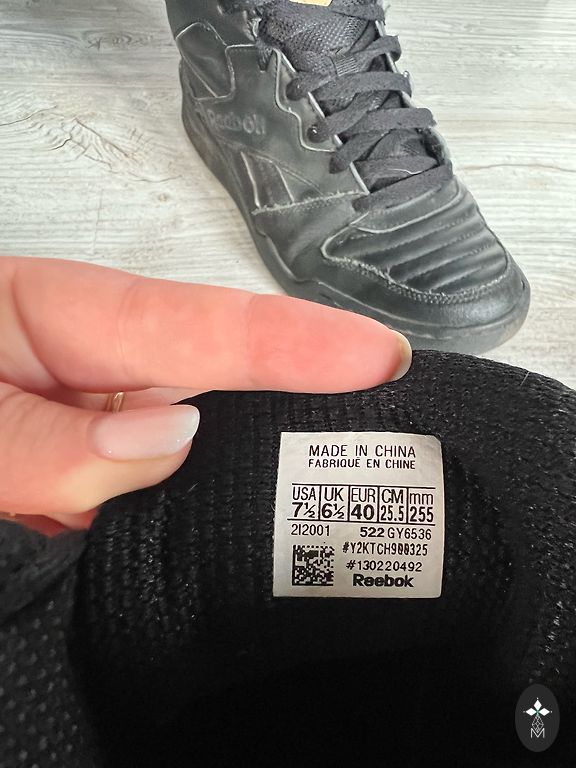 Reebok
MADE IN CHINA
FABRIQUÉ EN CHINE
USA UK EUR CM mm
7½ 6½ 40 25.5 255
2I2001 522 GY6536
#Y2KTCH900325
#130220492
Reebok
M